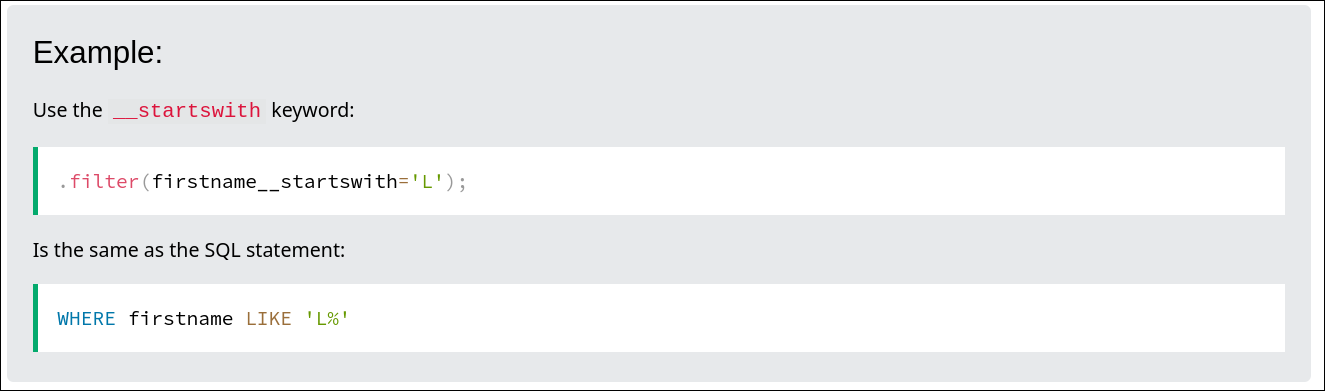 Example:
Use the __startswith keyword:
.filter(firstname__startswith='L');
Is the same as the SQL statement:
WHERE firstname LIKE 'L%'